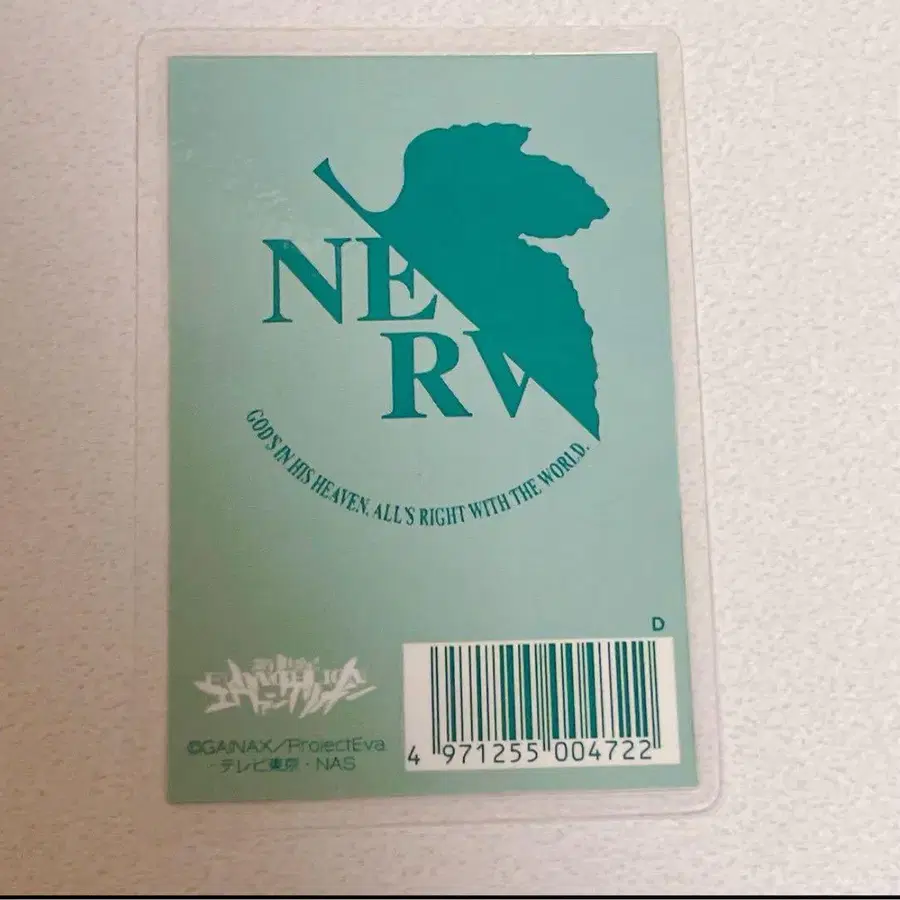 NE
RV
GOD'S IN HIS HEAVEN. ALL'S RIGHT WITH THE WORLD.
D
©GAINAX/ProjectEva.
テレビ東京・NAS
4 971255 004722